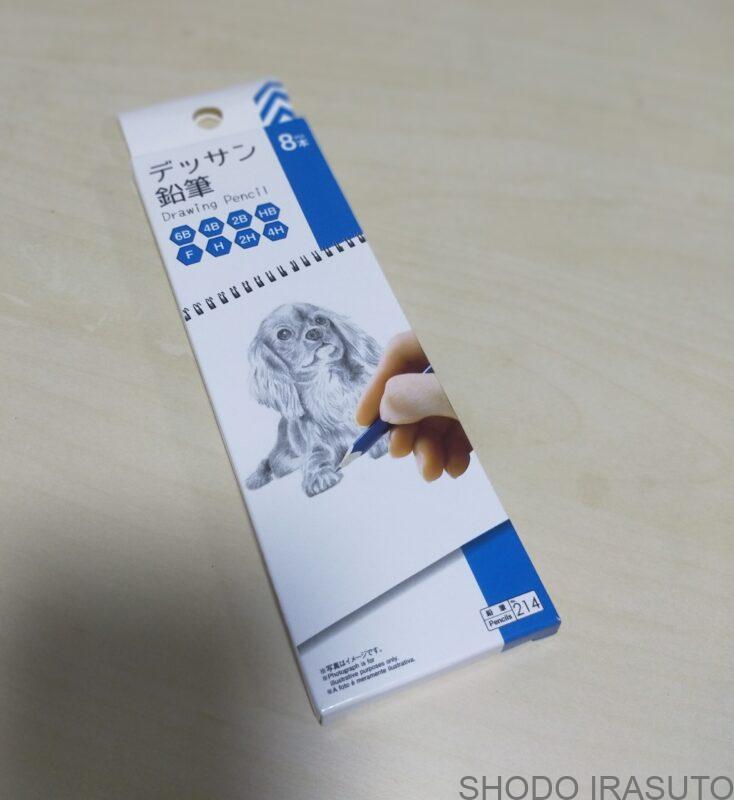 8本
デッサン
鉛筆
Drawing Pencil
6B 4B 2B HB
F H 2H 4H
鉛筆 No. 214
Pencils
※写真はイメージです。
※Photograph is for
illustrative purposes only.
※A foto é meramente ilustrativa.
SHODO IRASUTO